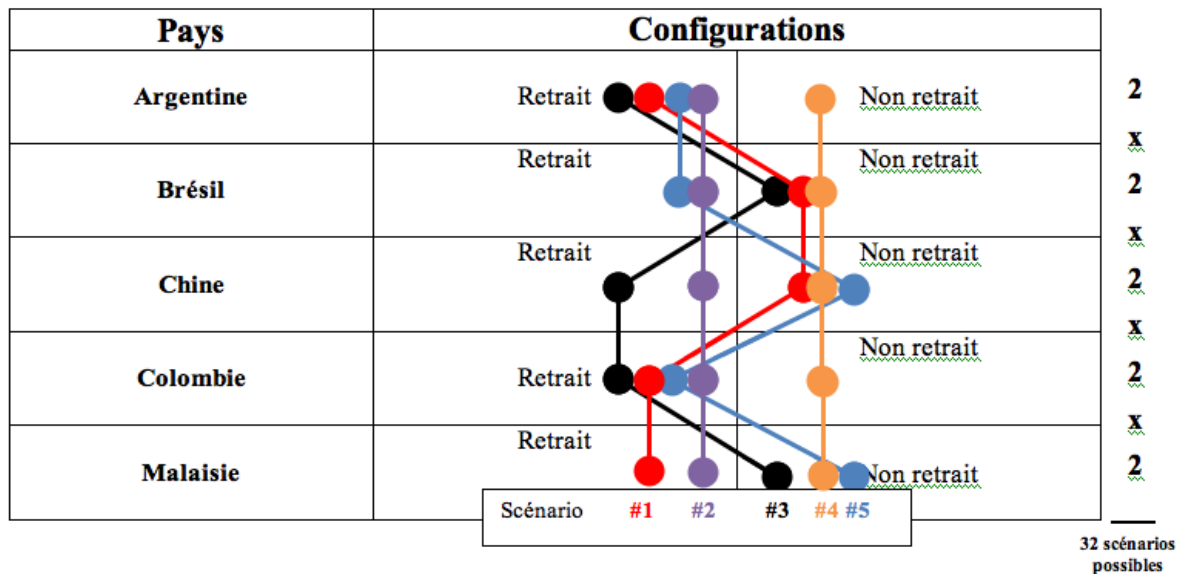 Pays Configurations
Argentine Retrait Non retrait 2
x
Retrait Non retrait
Brésil 2
x
Retrait Non retrait
Chine 2
x
Non retrait
Colombie Retrait 2
x
Retrait
Malaisie Non retrait 2
Scénario #1 #2 #3 #4 #5
32 scénarios
possibles